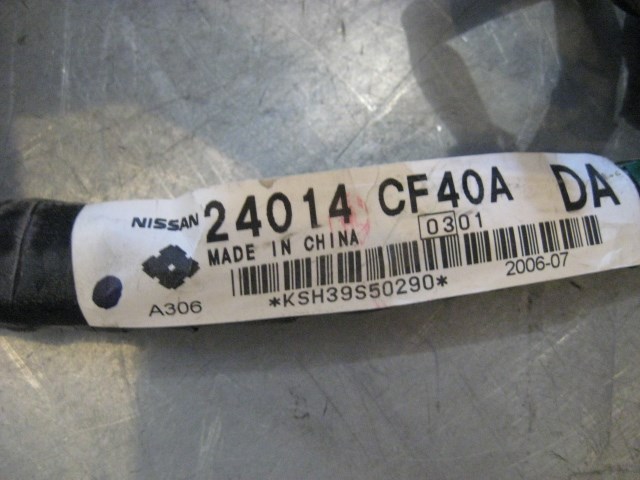 NISSAN 24014 CF40A DA
MADE IN CHINA 0301
A306 *KSH39S50290* 2006-07